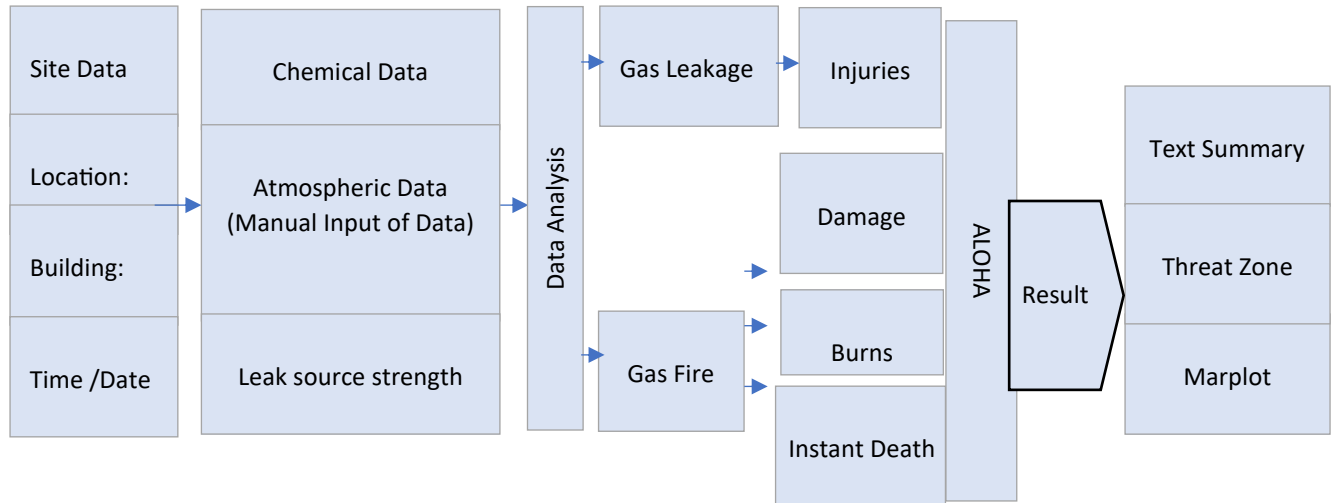 Site Data
Location:
Building:
Time /Date
Chemical Data
Atmospheric Data
(Manual Input of Data)
Leak source strength
Data Analysis
Gas Leakage
Gas Fire
Injuries
Damage
Burns
Instant Death
ALOHA
Result
Text Summary
Threat Zone
Marplot